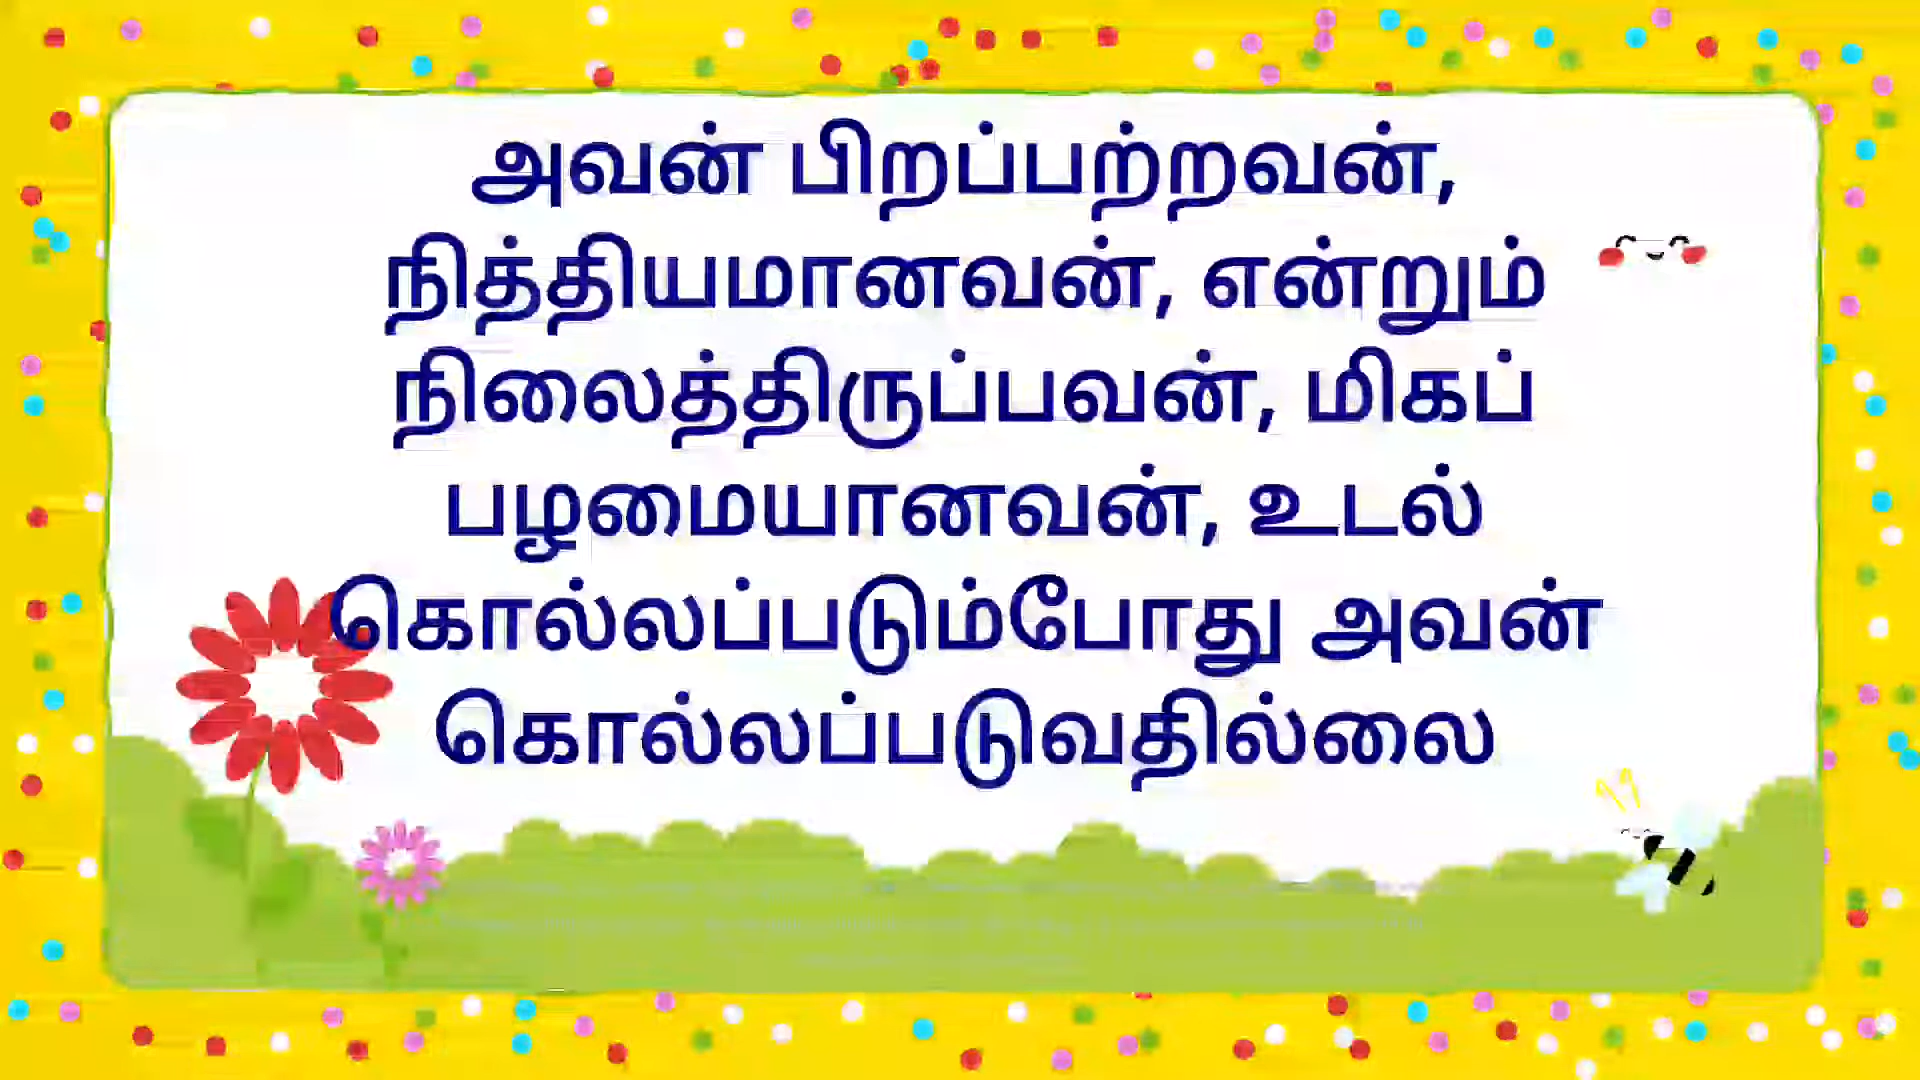 அவன் பிறப்பற்றவன்,
நித்தியமானவன், என்றும்
நிலைத்திருப்பவன், மிகப்
பழமையானவன், உடல்
கொல்லப்படும்போது அவன்
கொல்லப்படுவதில்லை